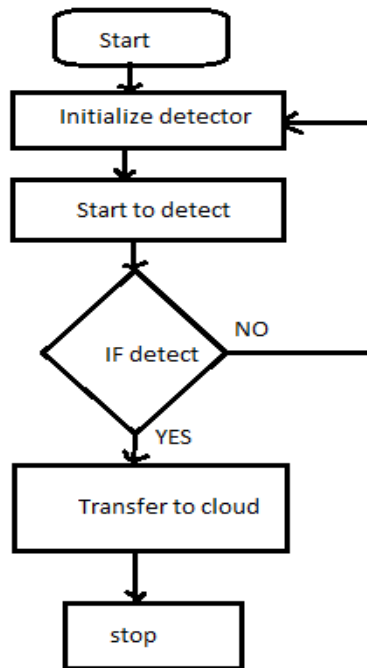 Start
Initialize detector
Start to detect
IF detect
NO
YES
Transfer to cloud
stop